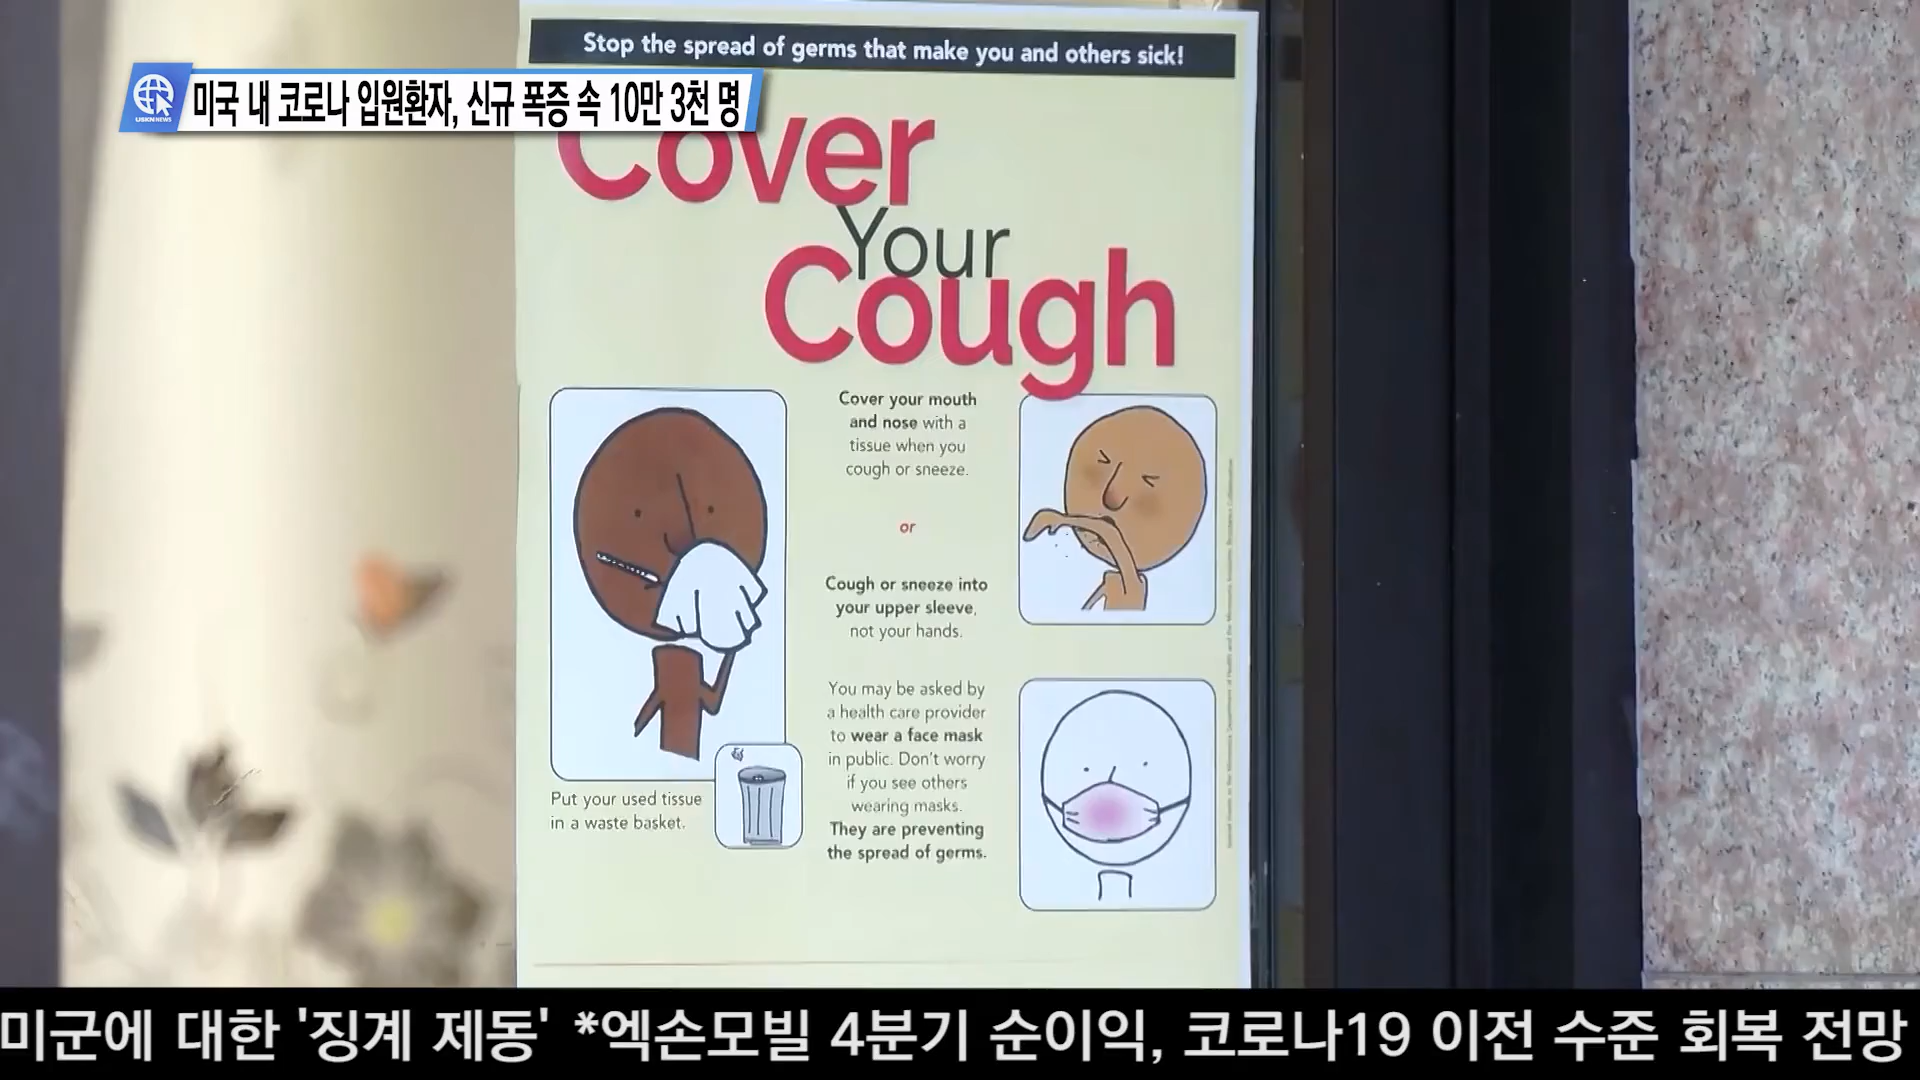 Stop the spread of germs that make you and others sick!
USKN NEWS
미국 내 코로나 입원환자, 신규 폭증 속 10만 3천 명
Cover
Your
Cough
Cover your mouth
and nose with a
tissue when you
cough or sneeze.
or
Cough or sneeze into
your upper sleeve,
not your hands.
You may be asked by
a health care provider
to wear a face mask
in public. Don't worry
if you see others
wearing masks.
They are preventing
the spread of germs.
Put your used tissue
in a waste basket.
미군에 대한 '징계 제동' *엑손모빌 4분기 순이익, 코로나19 이전 수준 회복 전망